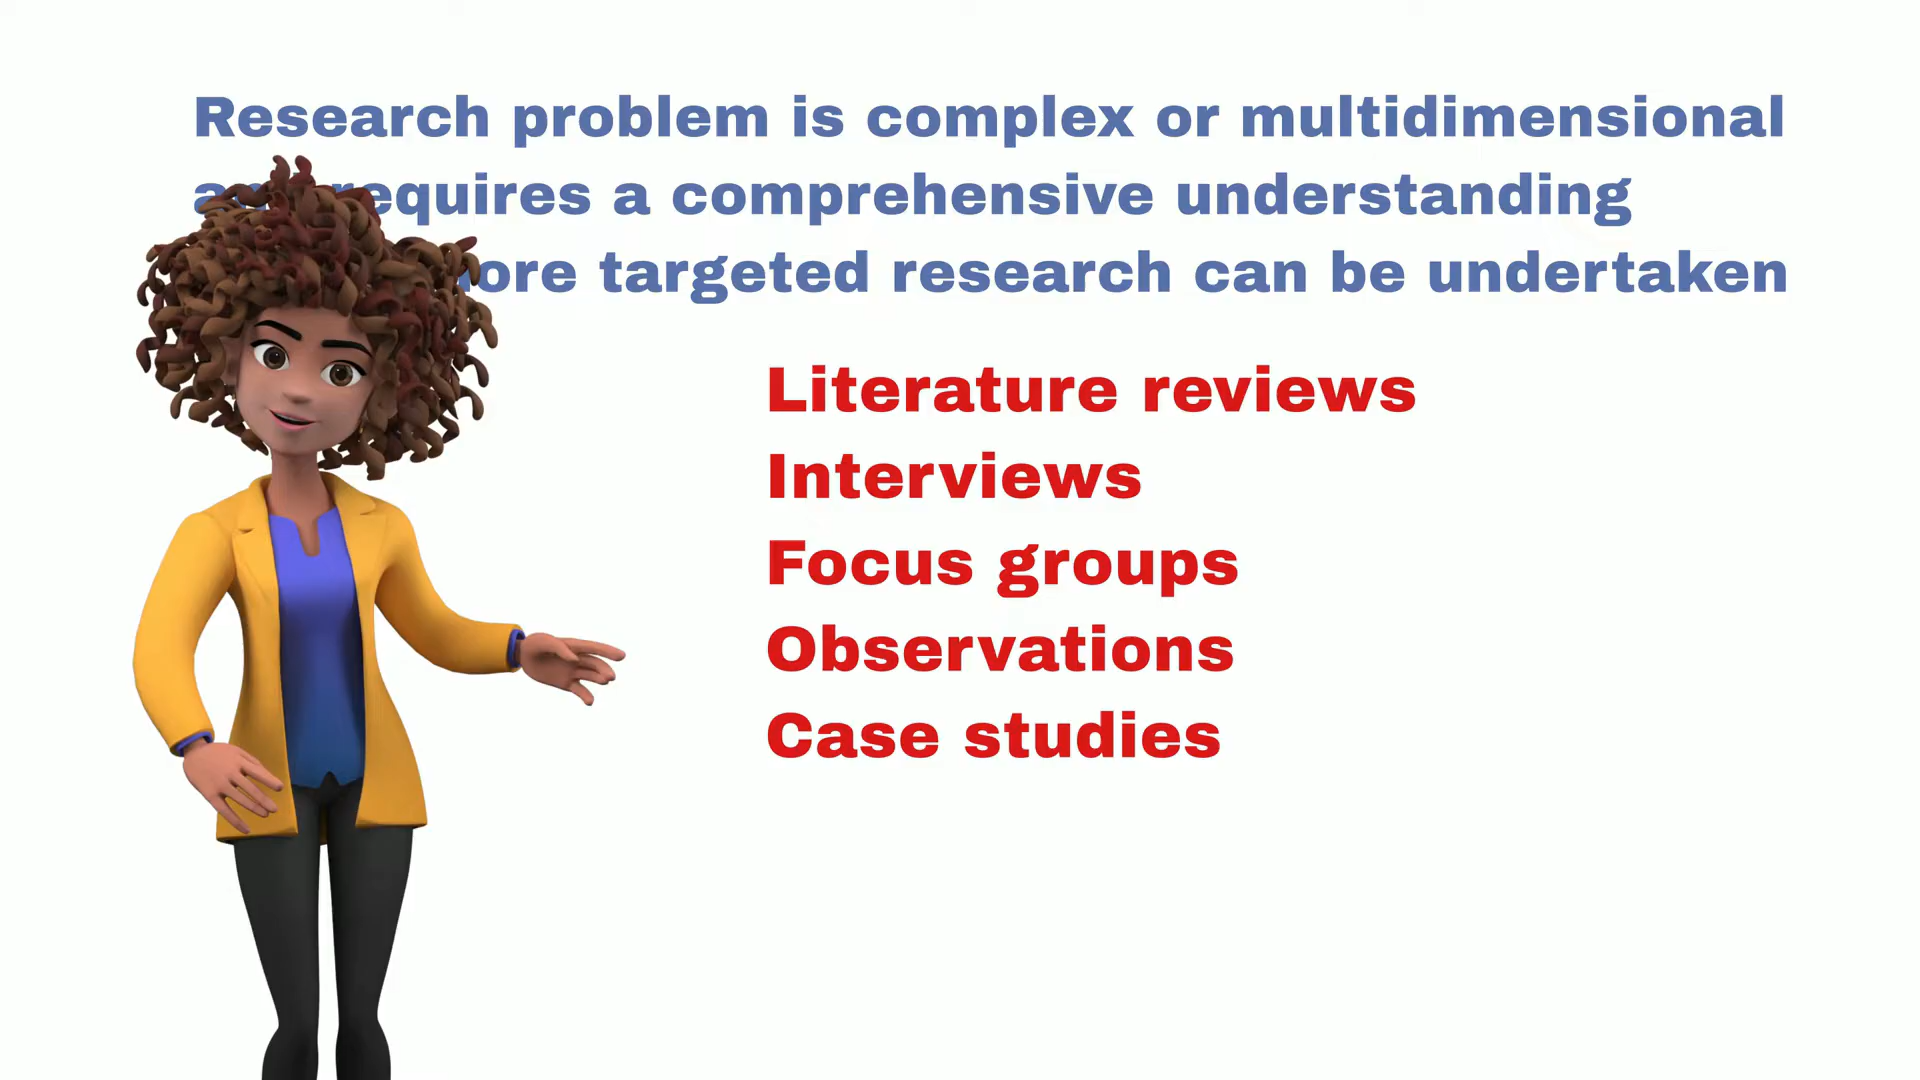 Research problem is complex or multidimensional
requires a comprehensive understanding
targeted research can be undertaken
Literature reviews
Interviews
Focus groups
Observations
Case studies